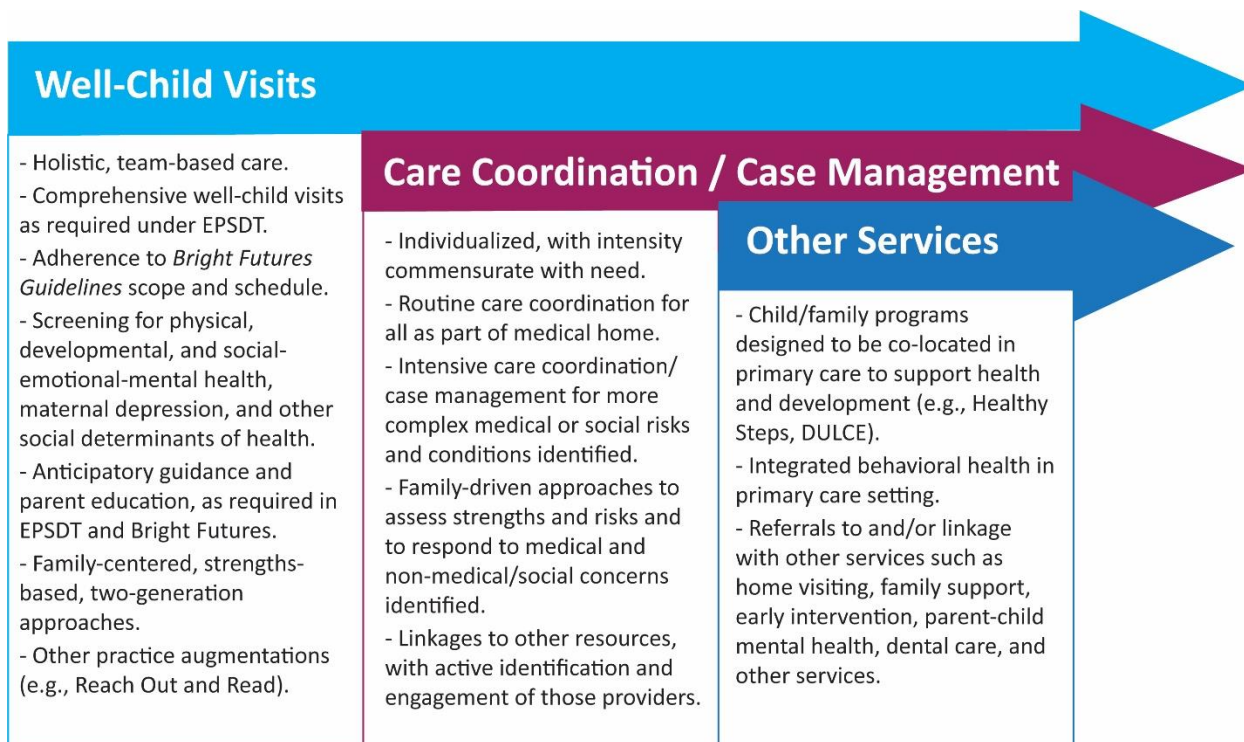 Well-Child Visits
- Holistic, team-based care.
- Comprehensive well-child visits
as required under EPSDT.
- Adherence to Bright Futures
Guidelines scope and schedule.
- Screening for physical,
developmental, and social-
emotional-mental health,
maternal depression, and other
social determinants of health.
- Anticipatory guidance and
parent education, as required in
EPSDT and Bright Futures.
- Family-centered, strengths-
based, two-generation
approaches.
- Other practice augmentations
(e.g., Reach Out and Read).
Care Coordination / Case Management
- Individualized, with intensity
commensurate with need.
- Routine care coordination for
all as part of medical home.
- Intensive care coordination/
case management for more
complex medical or social risks
and conditions identified.
- Family-driven approaches to
assess strengths and risks and
to respond to medical and
non-medical/social concerns
identified.
- Linkages to other resources,
with active identification and
engagement of those providers.
Other Services
- Child/family programs
designed to be co-located in
primary care to support health
and development (e.g., Healthy
Steps, DULCE).
- Integrated behavioral health in
primary care setting.
- Referrals to and/or linkage
with other services such as
home visiting, family support,
early intervention, parent-child
mental health, dental care, and
other services.